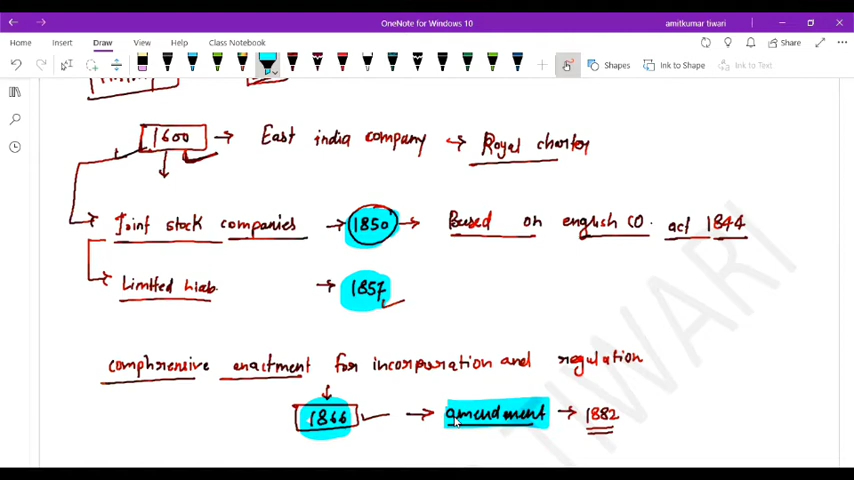 OneNote for Windows 10
amitkumar tiwari
Home Insert Draw View Help Class Notebook
Share
Shapes Ink to Shape Ink to Text
1600 → East india company → Royal charter
Joint stock companies → 1850 → Based on english CO. act 1844
Limited liab. → 1857
comphrensive enactment for incorporation and regulation
1866 → amendment → 1882
TIWARI